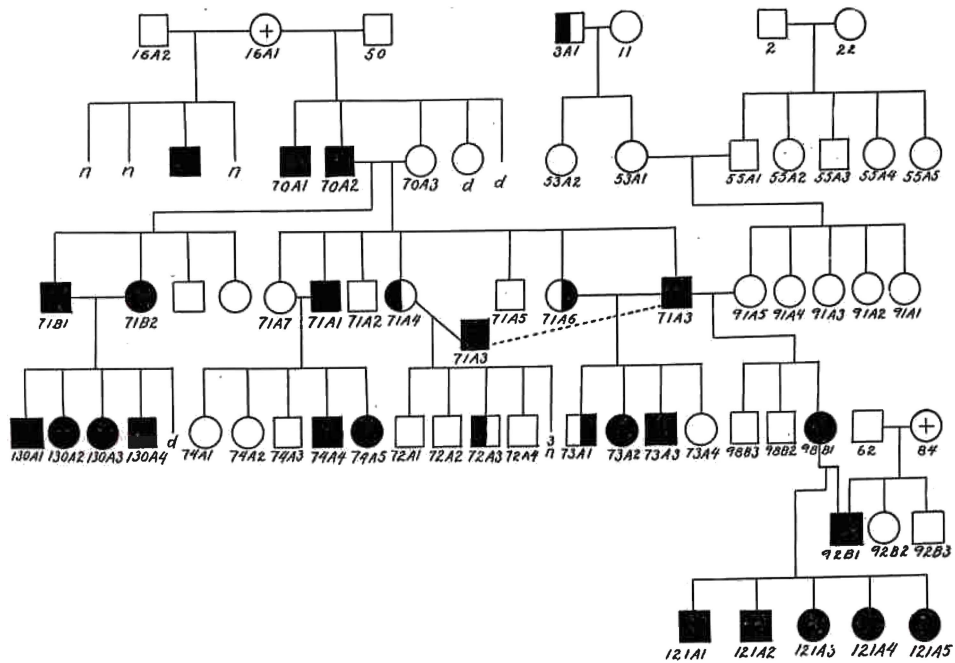 16A2 16A1 50 3A1 11 2 22
n n n 70A1 70A2 70A3 d d 53A2 53A1 55A1 55A2 55A3 55A4 55A5
71B1 71B2 71A7 71A1 71A2 71A4 71A5 71A6 71A3 91A5 91A4 91A3 91A2 91A1
71A3
130A1 130A2 130A3 130A4 d 74A1 74A2 74A3 74A4 74A5 72A1 72A2 72A3 72A4 3 n 73A1 73A2 73A3 73A4 98B3 98B2 98B1 62 84
92B1 92B2 92B3
121A1 121A2 121A3 121A4 121A5